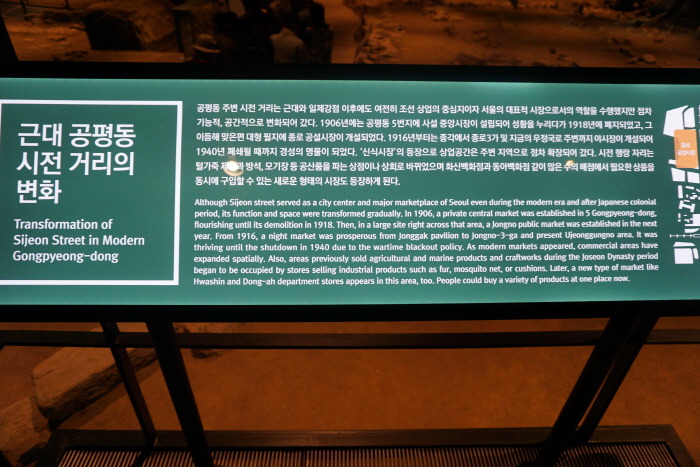 근대 공평동
시전 거리의
변화
Transformation of
Sijeon Street in Modern
Gongpyeong-dong
공평동 주변 시전 거리는 근대와 일제강점 이후에도 여전히 조선 상업의 중심지이자 서울의 대표적 시장으로서의 역할을 수행했지만 점차
기능적, 공간적으로 변화되어 갔다. 1906년에는 공평동 5번지에 사설 중앙시장이 설립되어 성황을 누리다가 1918년에 폐지되었고, 그
이듬해 맞은편 대형 필지에 종로 공설시장이 개설되었다. 1916년부터는 종각에서 종로3가 및 지금의 우정국로 주변까지 야시장이 개설되어
1940년 폐쇄될 때까지 경성의 명물이 되었다. '신식시장'의 등장으로 상업공간은 주변 지역으로 점차 확장되어 갔다. 시전 행랑 자리는
털가죽 방석, 모기장 등 공산품을 파는 상점이나 상회로 바뀌었으며 화신백화점과 동아백화점 같이 많은 수의 매점에서 필요한 상품을
동시에 구입할 수 있는 새로운 형태의 시장도 등장하게 된다.
Although Sijeon street served as a city center and major marketplace of Seoul even during the modern era and after Japanese colonial
period, its function and space were transformed gradually. In 1906, a private central market was established in 5 Gongpyeong-dong,
flourishing until its demolition in 1918. Then, in a large site right across that area, a Jongno public market was established in the next
year. From 1916, a night market was prosperous from Jonggak pavilion to Jongno-3-ga and present Ujeonggungno area. It was
thriving until the shutdown in 1940 due to the wartime blackout policy. As modern markets appeared, commercial areas have
expanded spatially. Also, areas previously sold agricultural and marine products and craftworks during the Joseon Dynasty period
began to be occupied by stores selling industrial products such as fur, mosquito net, or cushions. Later, a new type of market like
Hwashin and Dong-ah department stores appears in this area, too. People could buy a variety of products at one place now.